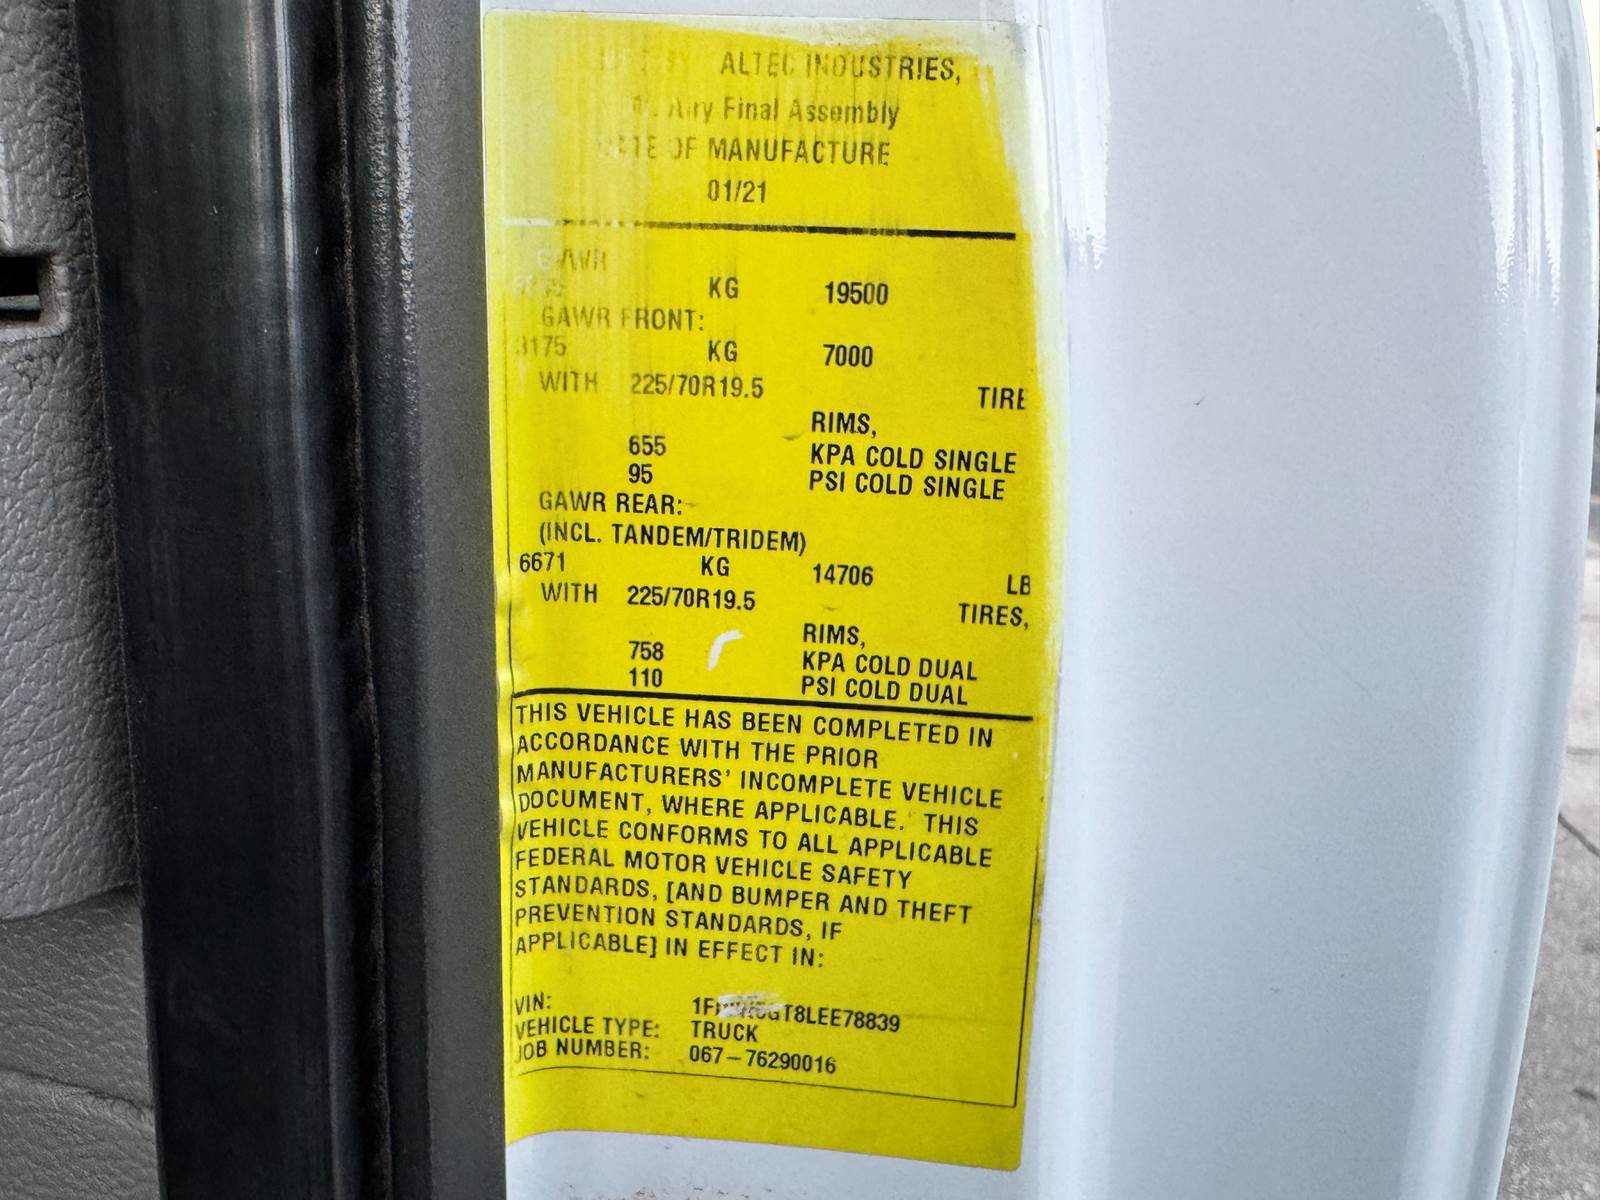 ALTEC INDUSTRIES,
Airy Final Assembly
DATE OF MANUFACTURE
01/21
GVWR
KG 19500
GAWR FRONT:
3175 KG 7000
WITH 225/70R19.5 TIRE
RIMS,
655 KPA COLD SINGLE
95 PSI COLD SINGLE
GAWR REAR:
(INCL. TANDEM/TRIDEM)
6671 KG 14706 LB
WITH 225/70R19.5 TIRES,
RIMS,
758 KPA COLD DUAL
110 PSI COLD DUAL
THIS VEHICLE HAS BEEN COMPLETED IN
ACCORDANCE WITH THE PRIOR
MANUFACTURERS' INCOMPLETE VEHICLE
DOCUMENT, WHERE APPLICABLE. THIS
VEHICLE CONFORMS TO ALL APPLICABLE
FEDERAL MOTOR VEHICLE SAFETY
STANDARDS, [AND BUMPER AND THEFT
PREVENTION STANDARDS, IF
APPLICABLE] IN EFFECT IN:
VIN:
VEHICLE TYPE: TRUCK
JOB NUMBER: 067-76290016